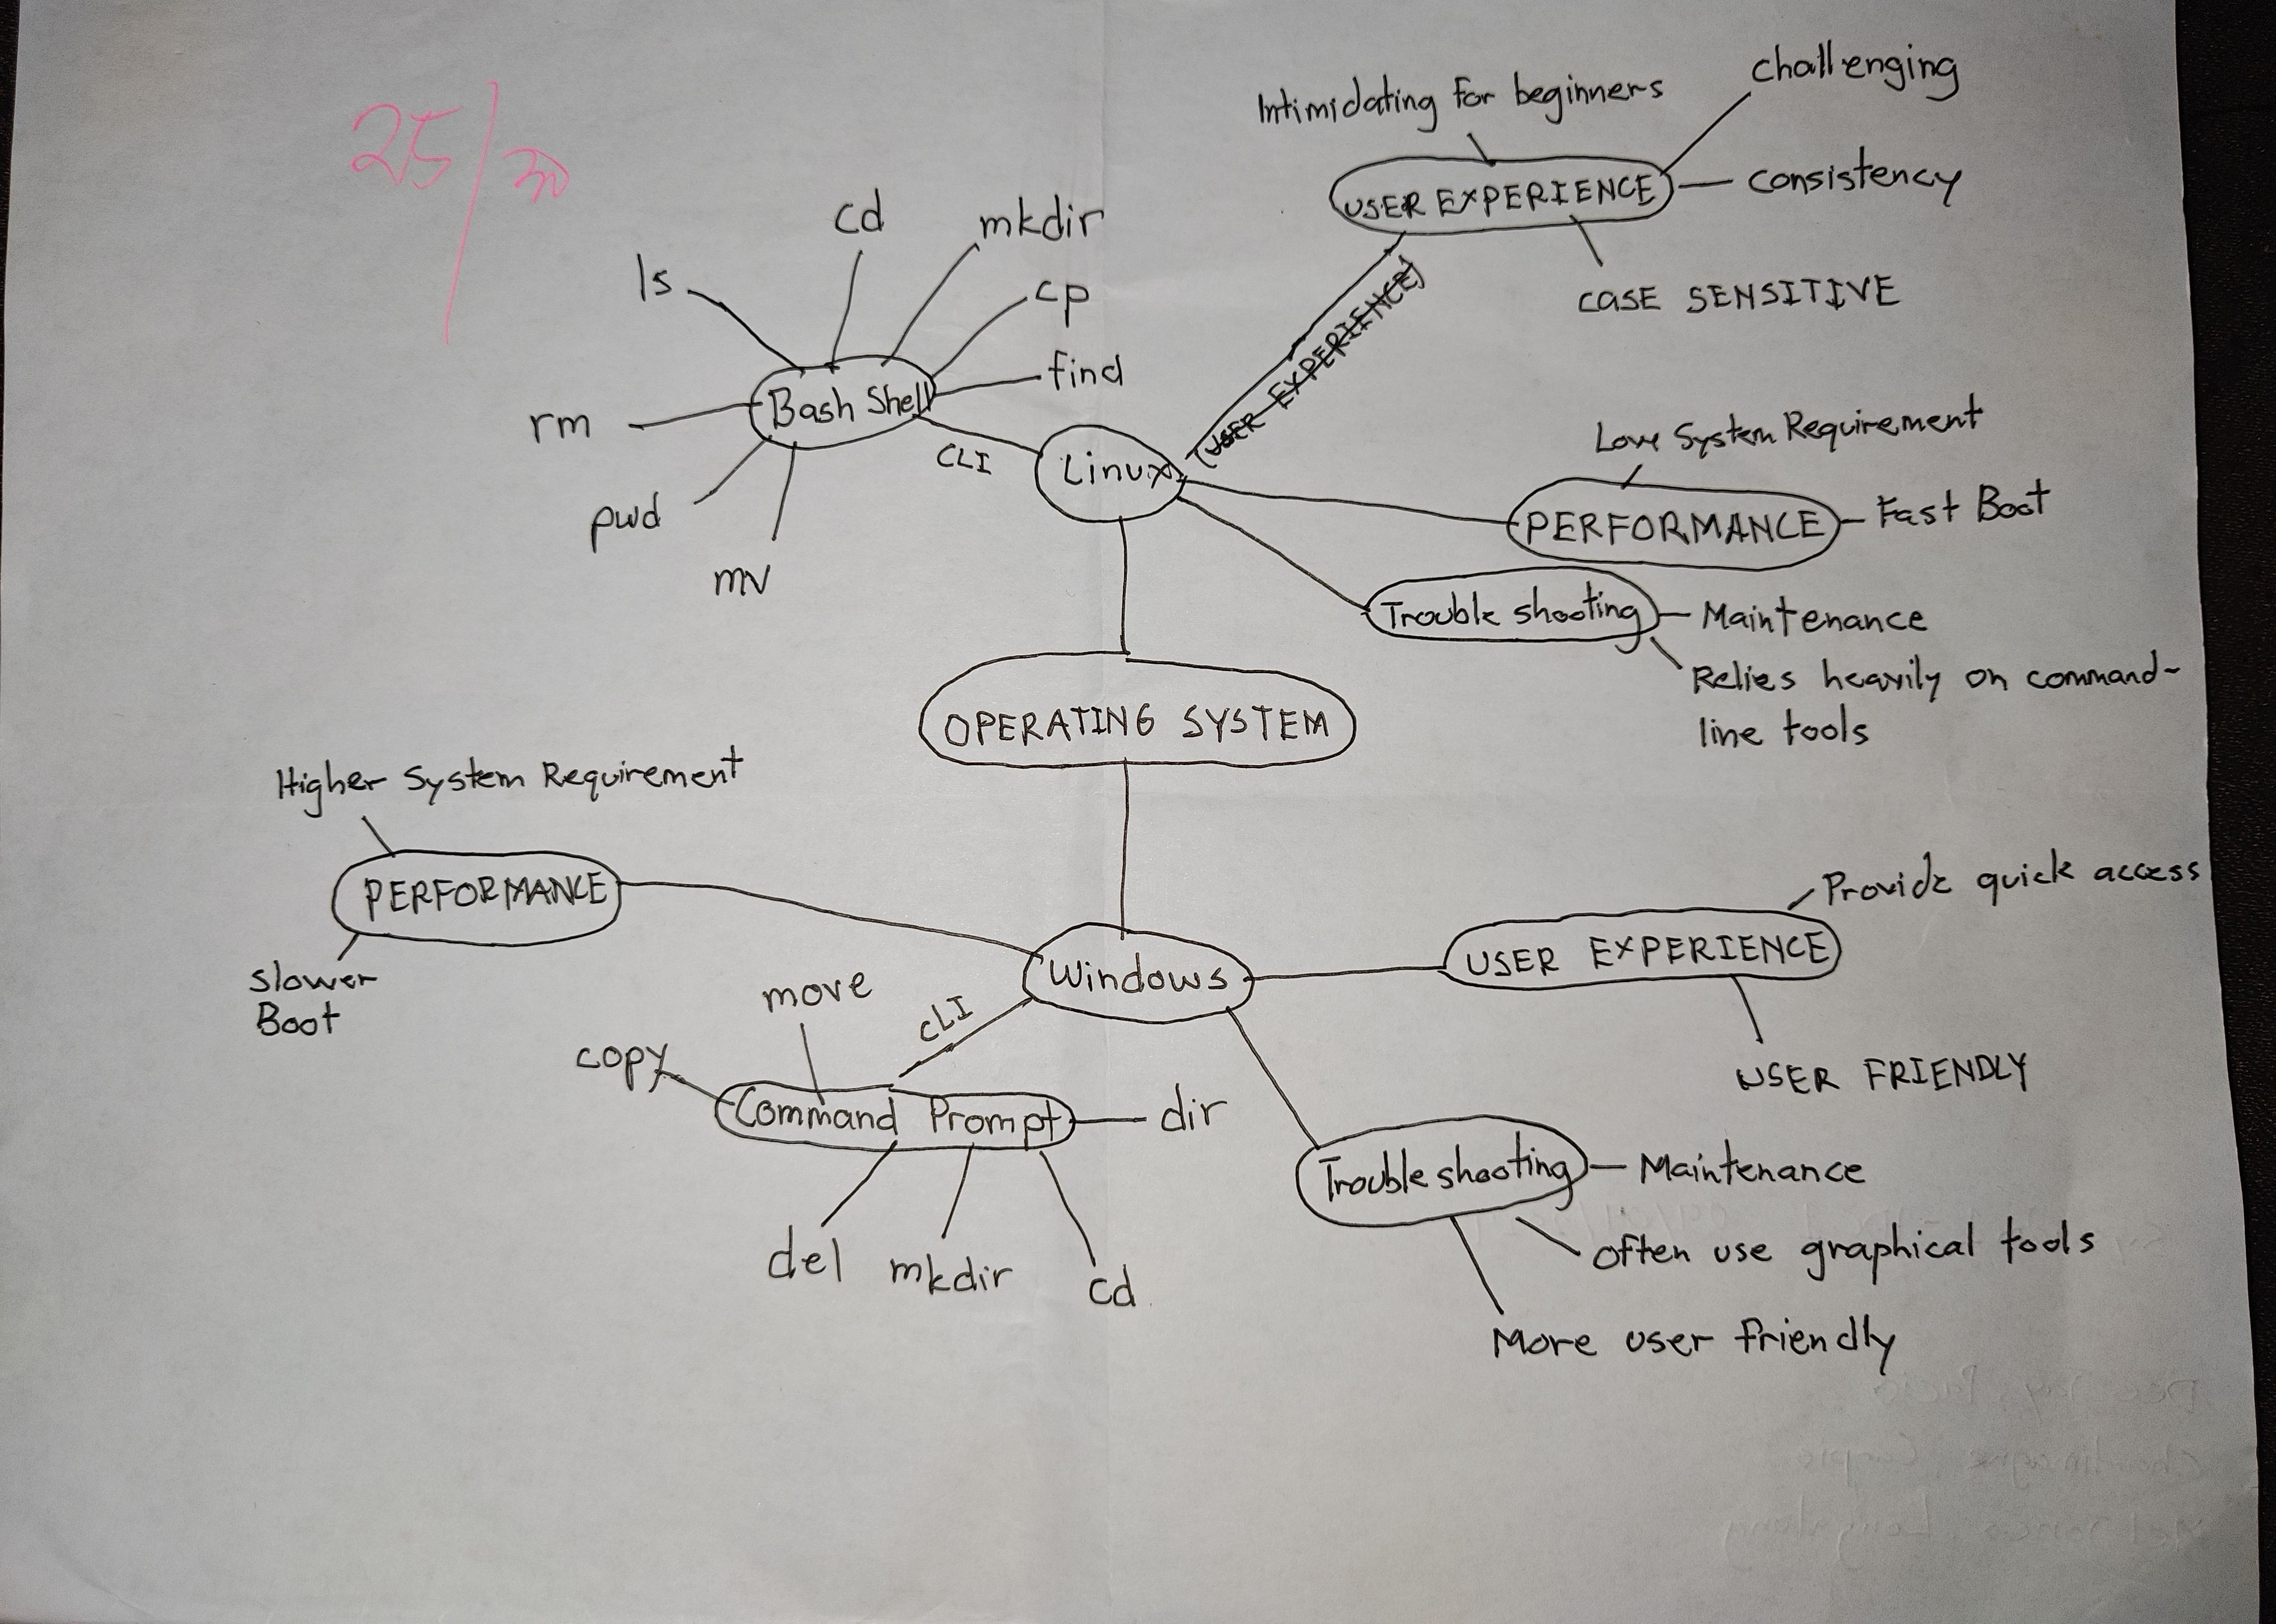 25/30
Intimidating for beginners
challenging
USER EXPERIENCE
consistency
CASE SENSITIVE
(USER EXPERIENCE)
ls
cd
mkdir
cp
find
rm
Bash Shell
CLI
pwd
mv
Linux
Low System Requirement
PERFORMANCE
Fast Boot
Trouble shooting
Maintenance
Relies heavily on command-
line tools
OPERATING SYSTEM
Higher System Requirement
PERFORMANCE
Slower
Boot
Windows
Provide quick access
USER EXPERIENCE
USER FRIENDLY
CLI
move
copy
Command Prompt
dir
del
mkdir
cd
Trouble shooting
Maintenance
often use graphical tools
More user friendly